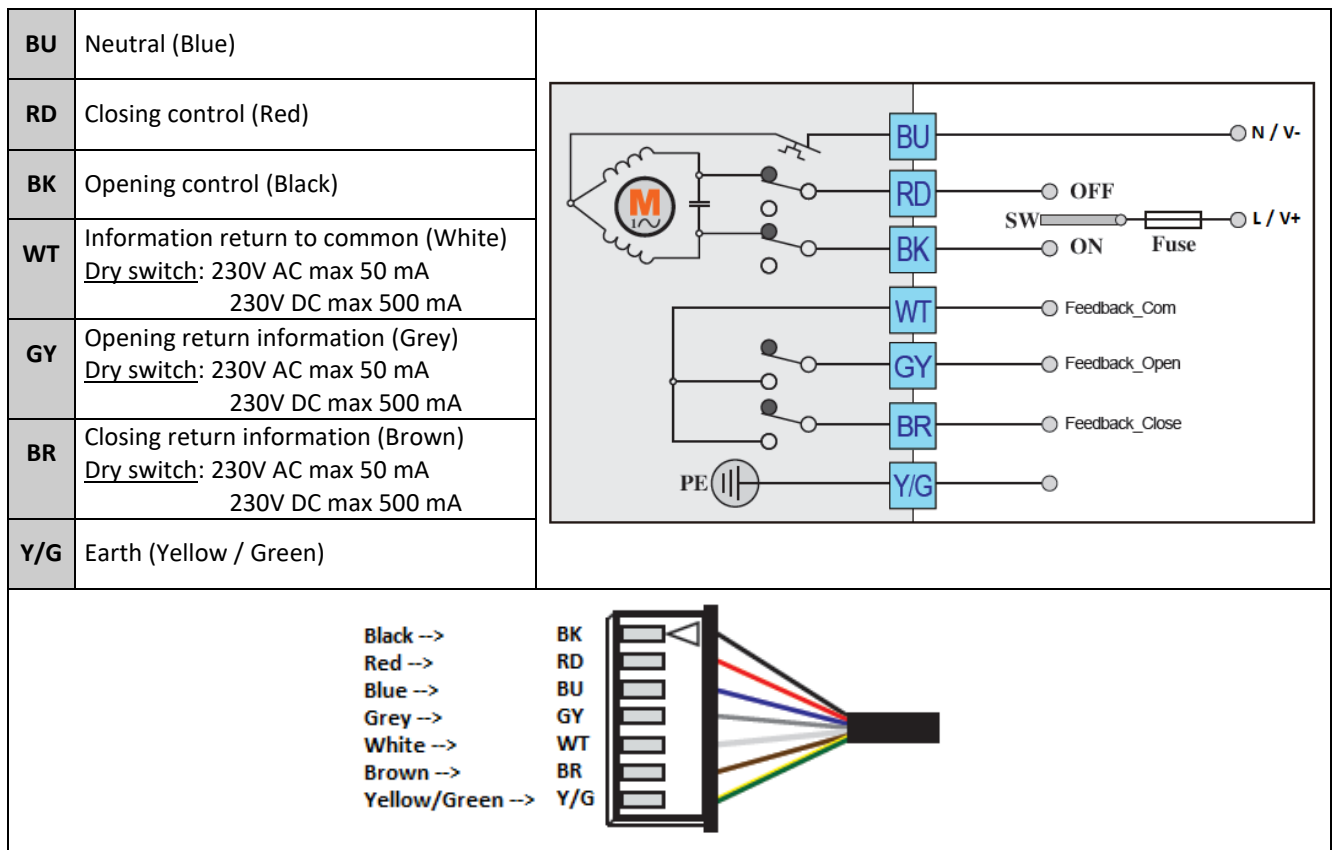 BU Neutral (Blue)
RD Closing control (Red)
BK Opening control (Black)
WT Information return to common (White)
Dry switch: 230V AC max 50 mA
230V DC max 500 mA
GY Opening return information (Grey)
Dry switch: 230V AC max 50 mA
230V DC max 500 mA
BR Closing return information (Brown)
Dry switch: 230V AC max 50 mA
230V DC max 500 mA
Y/G Earth (Yellow / Green)
BU N / V-
M
1~
RD OFF
SW Fuse L / V+
BK ON
WT Feedback_Com
GY Feedback_Open
BR Feedback_Close
PE Y/G
Black --> BK
Red --> RD
Blue --> BU
Grey --> GY
White --> WT
Brown --> BR
Yellow/Green --> Y/G